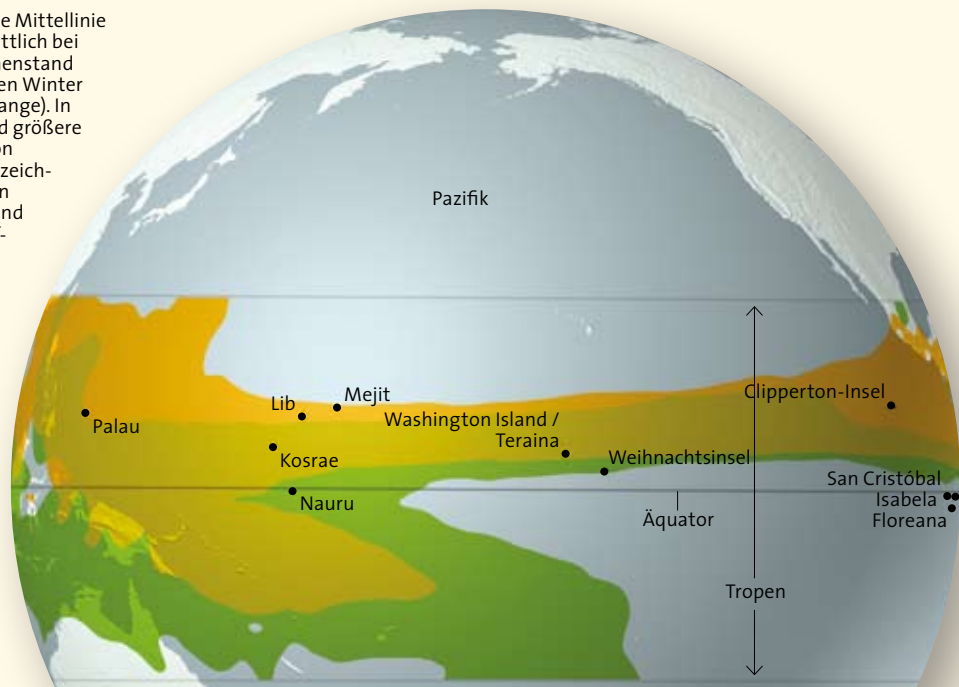 e Mittellinie
ttlich bei
nenstand
en Winter
ange). In
d größere
on
zeich-
n
nd
-
Pazifik
Clipperton-Insel
Mejit
Lib
Palau
Washington Island /
Teraina
Kosrae
Weihnachtsinsel
Nauru
San Cristóbal
Isabela
Floreana
Äquator
Tropen